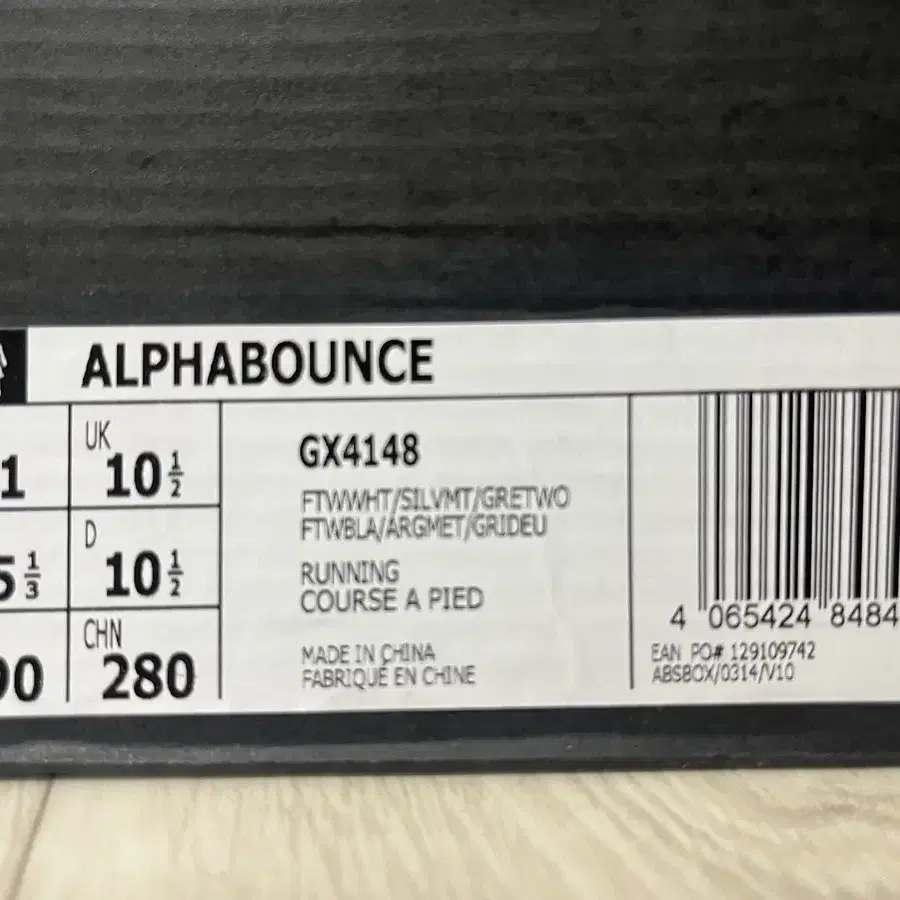 ALPHABOUNCE
1
UK
10 ½
5 ⅓
D
10 ½
90
CHN
280
GX4148
FTWWHT/SILVMT/GRETWO
FTWBLA/ARGMET/GRIDEU
RUNNING
COURSE A PIED
MADE IN CHINA
FABRIQUÉ EN CHINE
4 065424 8484
EAN PO# 129109742
ABSBOX/0314/V10